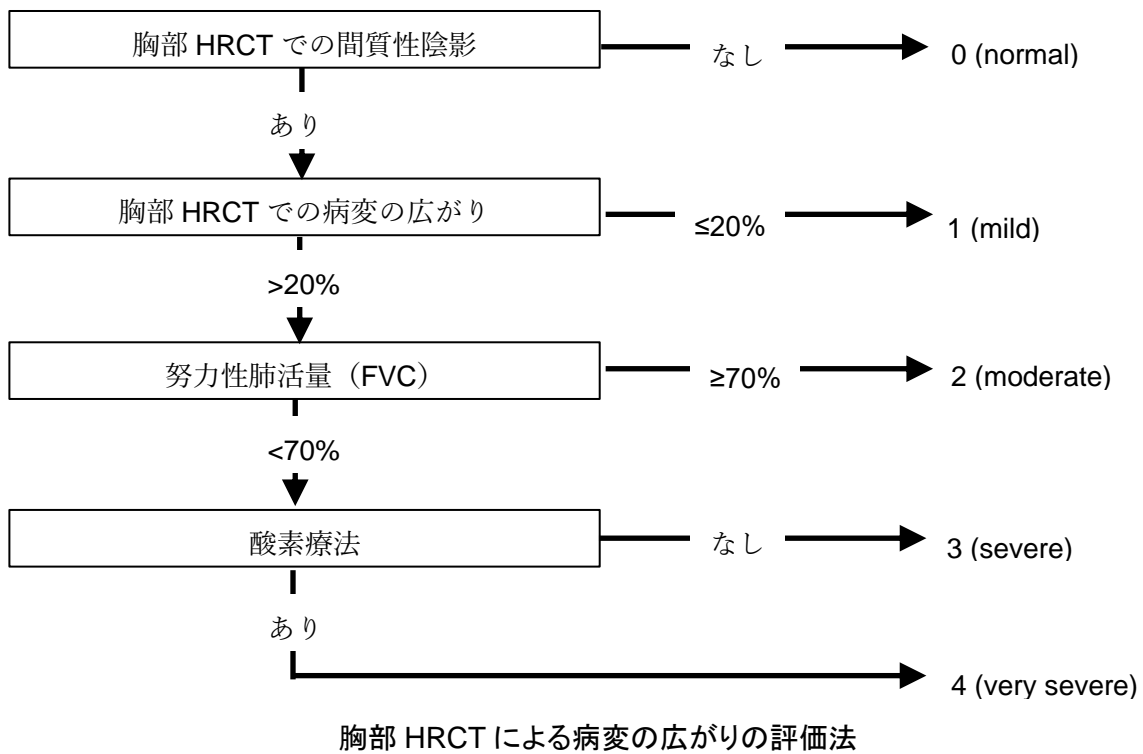 胸部 HRCT での間質性陰影
なし
0 (normal)
あり
胸部 HRCT での病変の広がり
≤20%
1 (mild)
>20%
努力性肺活量（FVC）
≥70%
2 (moderate)
<70%
酸素療法
なし
3 (severe)
あり
4 (very severe)
胸部 HRCT による病変の広がりの評価法